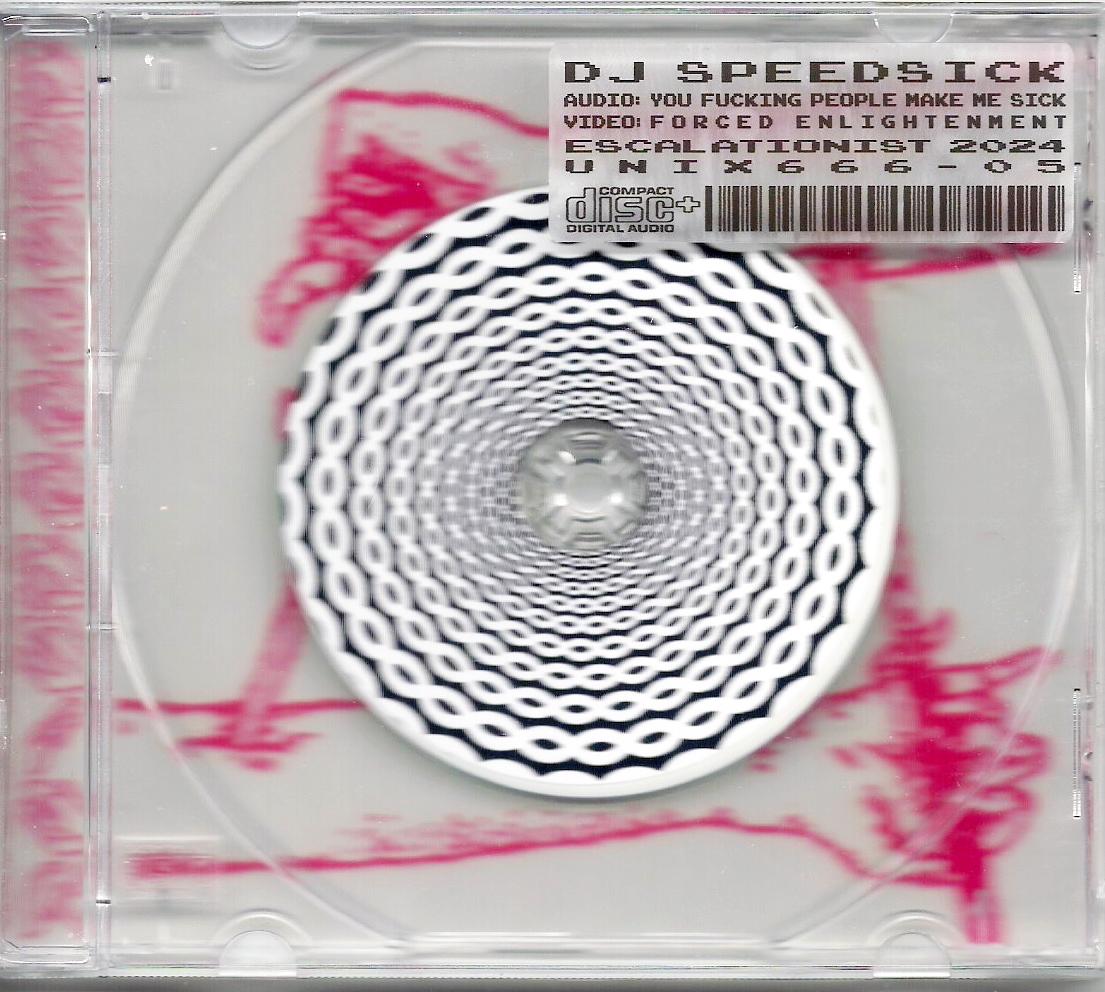 DJ SPEEDSICK
AUDIO: YOU FUCKING PEOPLE MAKE ME SICK
VIDEO: FORCED ENLIGHTENMENT
ESCALATIONIST 2024
UNIX666-05
COMPACT
disc+
DIGITAL AUDIO